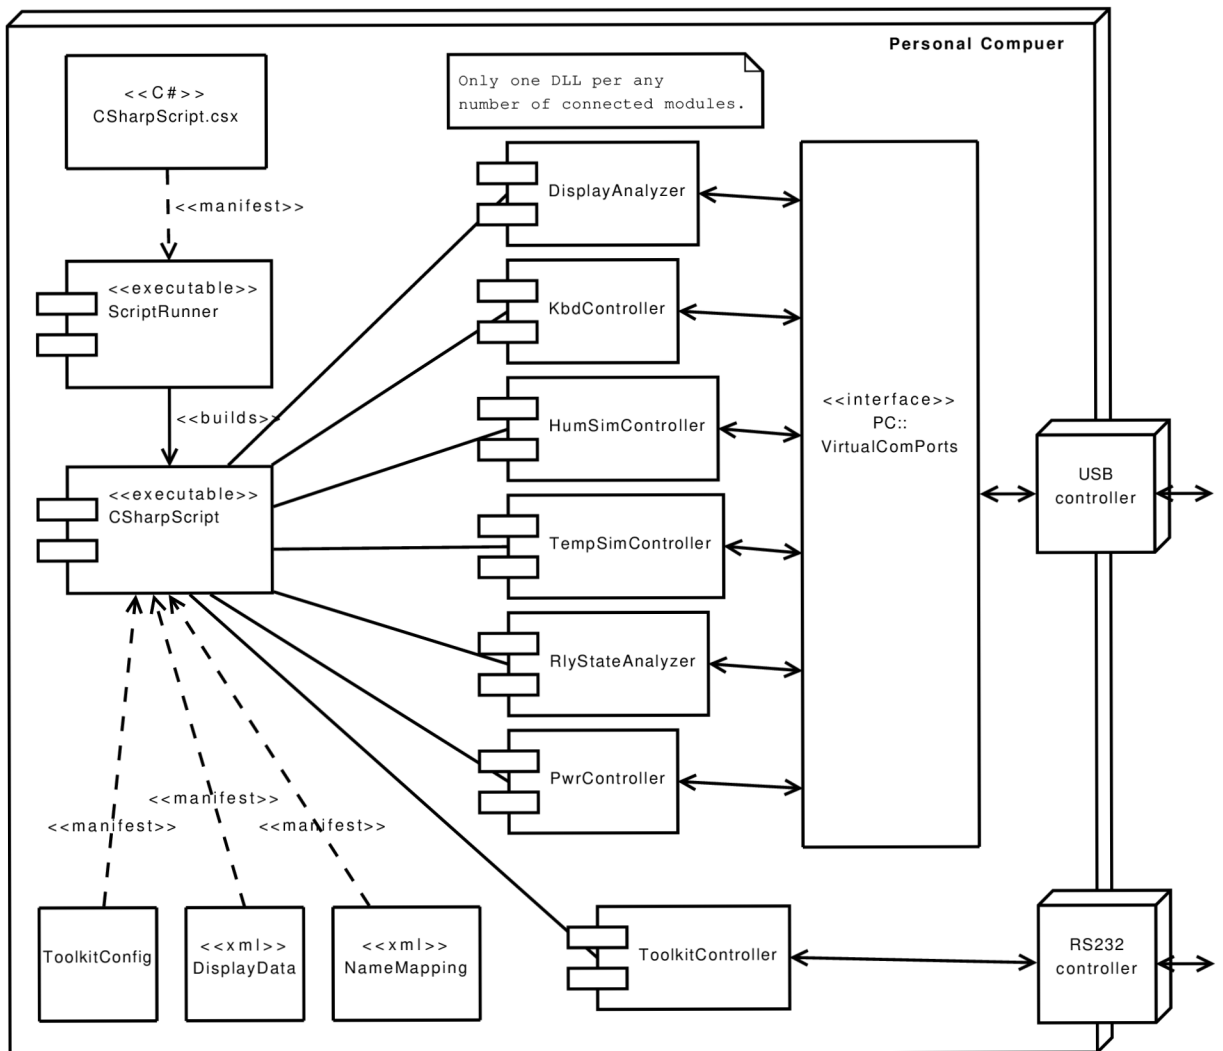 Personal Compuer
<<C#>>
CSharpScript.csx
Only one DLL per any
number of connected modules.
<<manifest>>
DisplayAnalyzer
<<executable>>
ScriptRunner
KbdController
<<builds>>
HumSimController
<<interface>>
PC::
VirtualComPorts
<<executable>>
CSharpScript
TempSimController
USB
controller
RlyStateAnalyzer
PwrController
<<manifest>>
<<manifest>>
<<manifest>>
ToolkitConfig
<<xml>>
DisplayData
<<xml>>
NameMapping
ToolkitController
RS232
controller